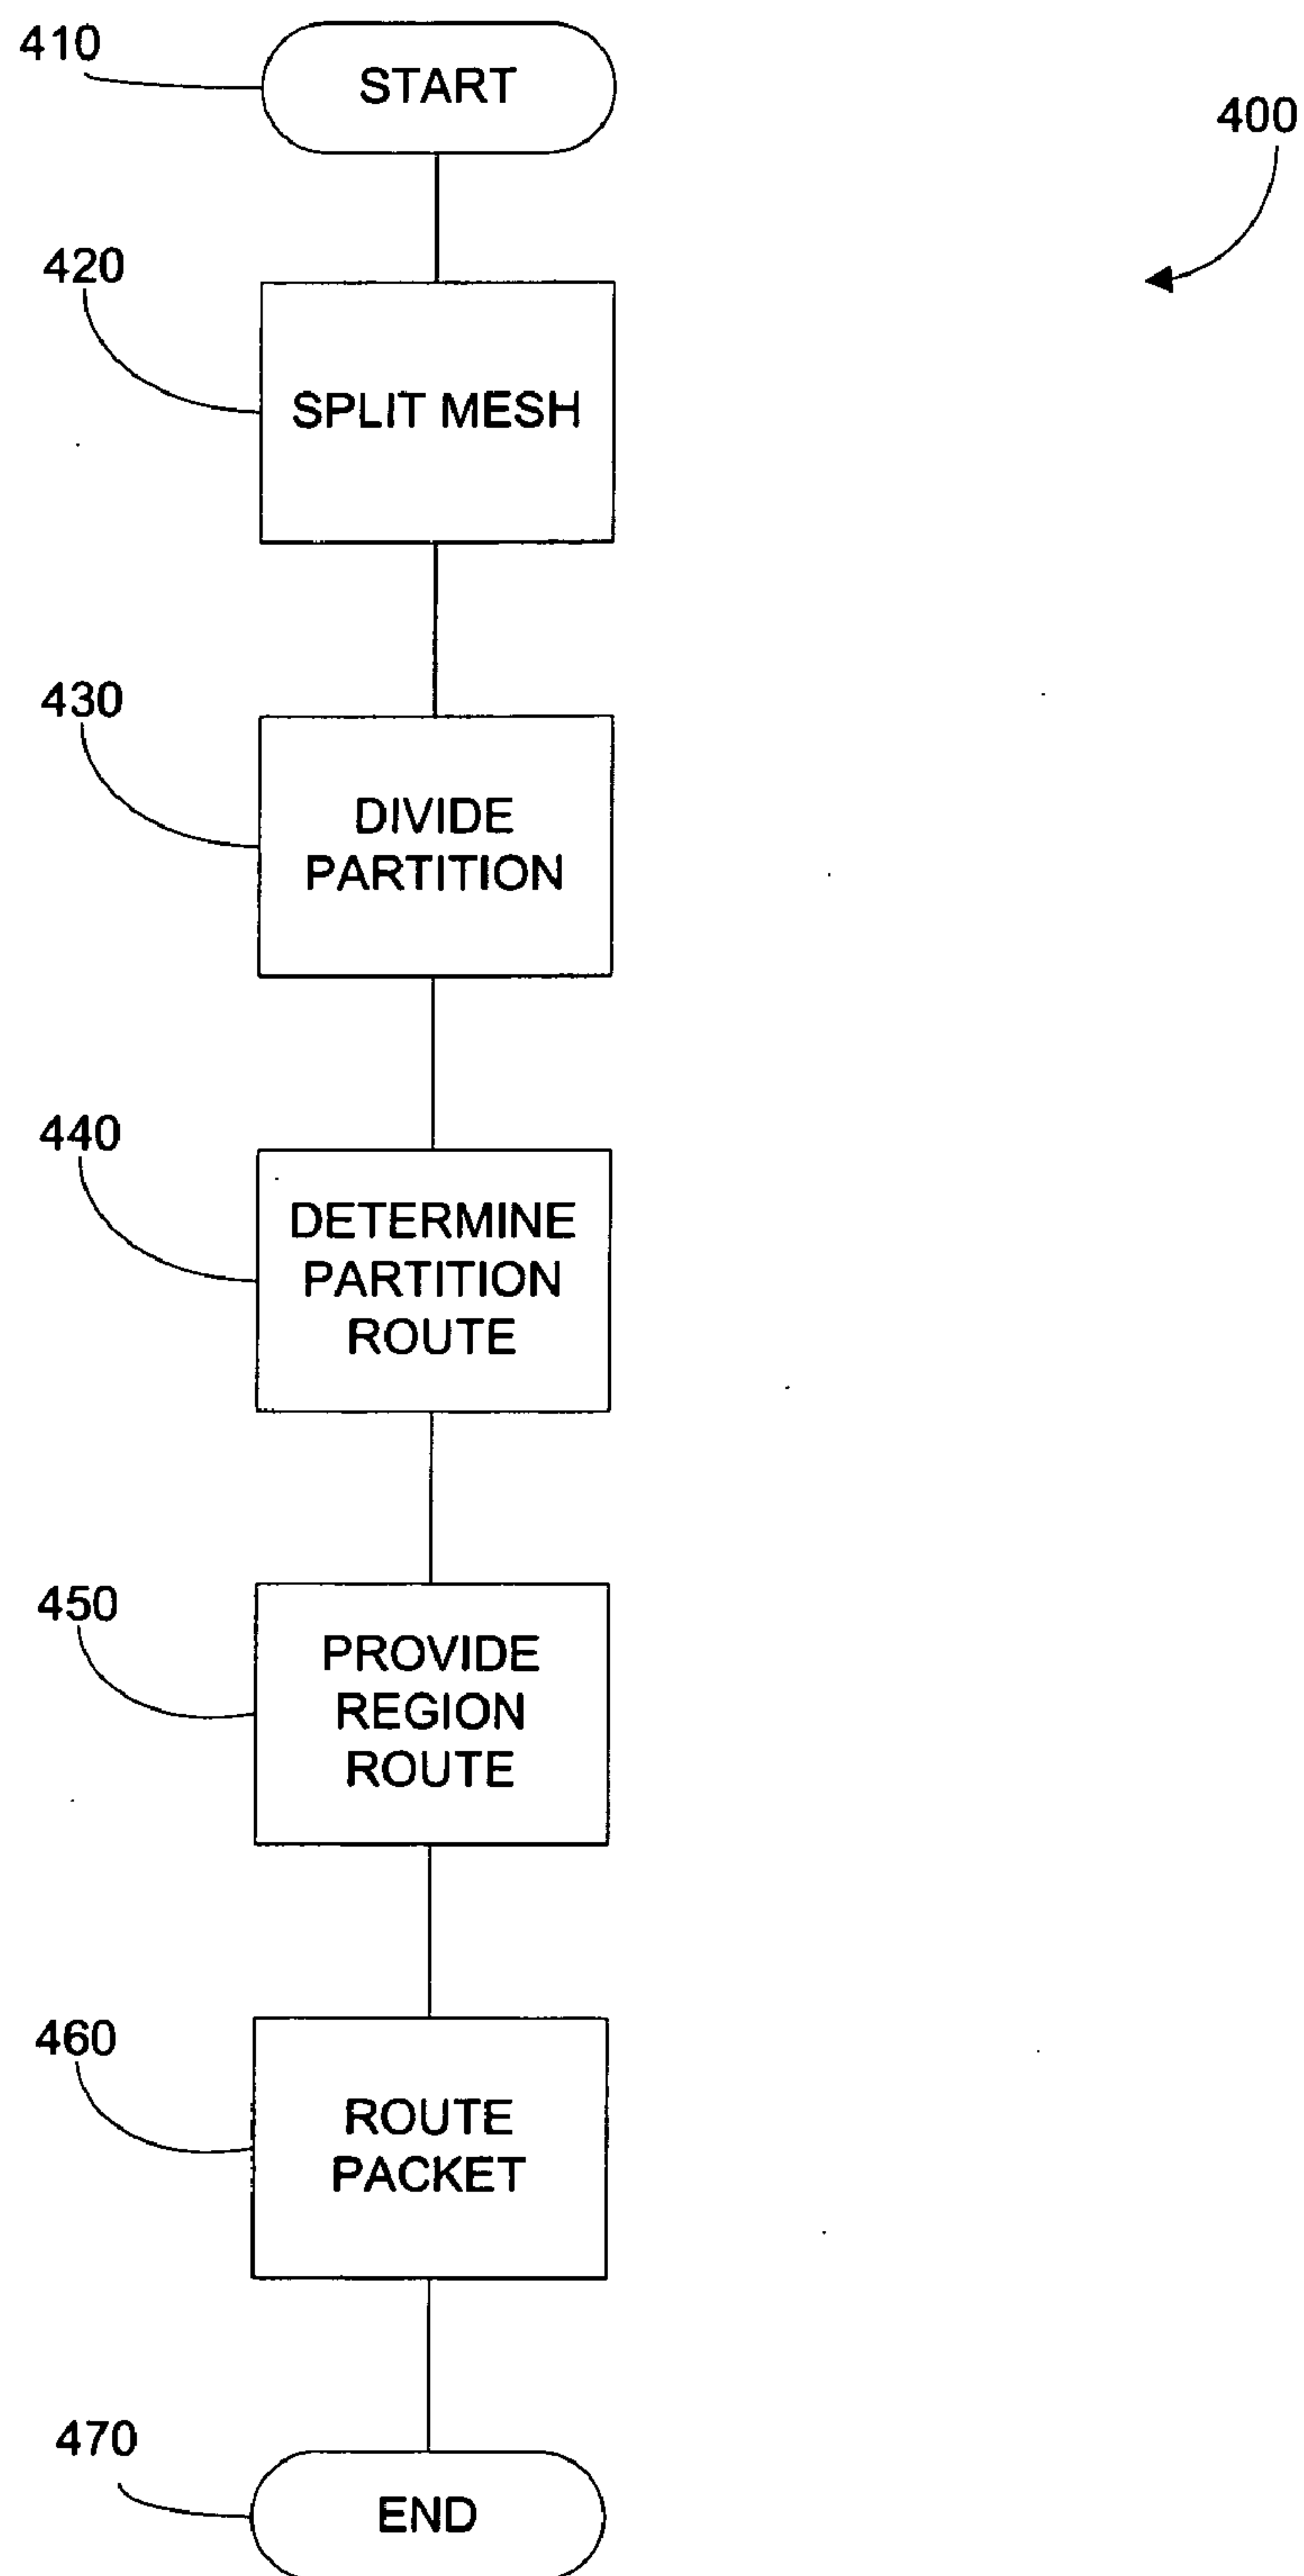 410
START
400
420
SPLIT MESH
430
DIVIDE
PARTITION
440
DETERMINE
PARTITION
ROUTE
450
PROVIDE
REGION
ROUTE
460
ROUTE
PACKET
470
END